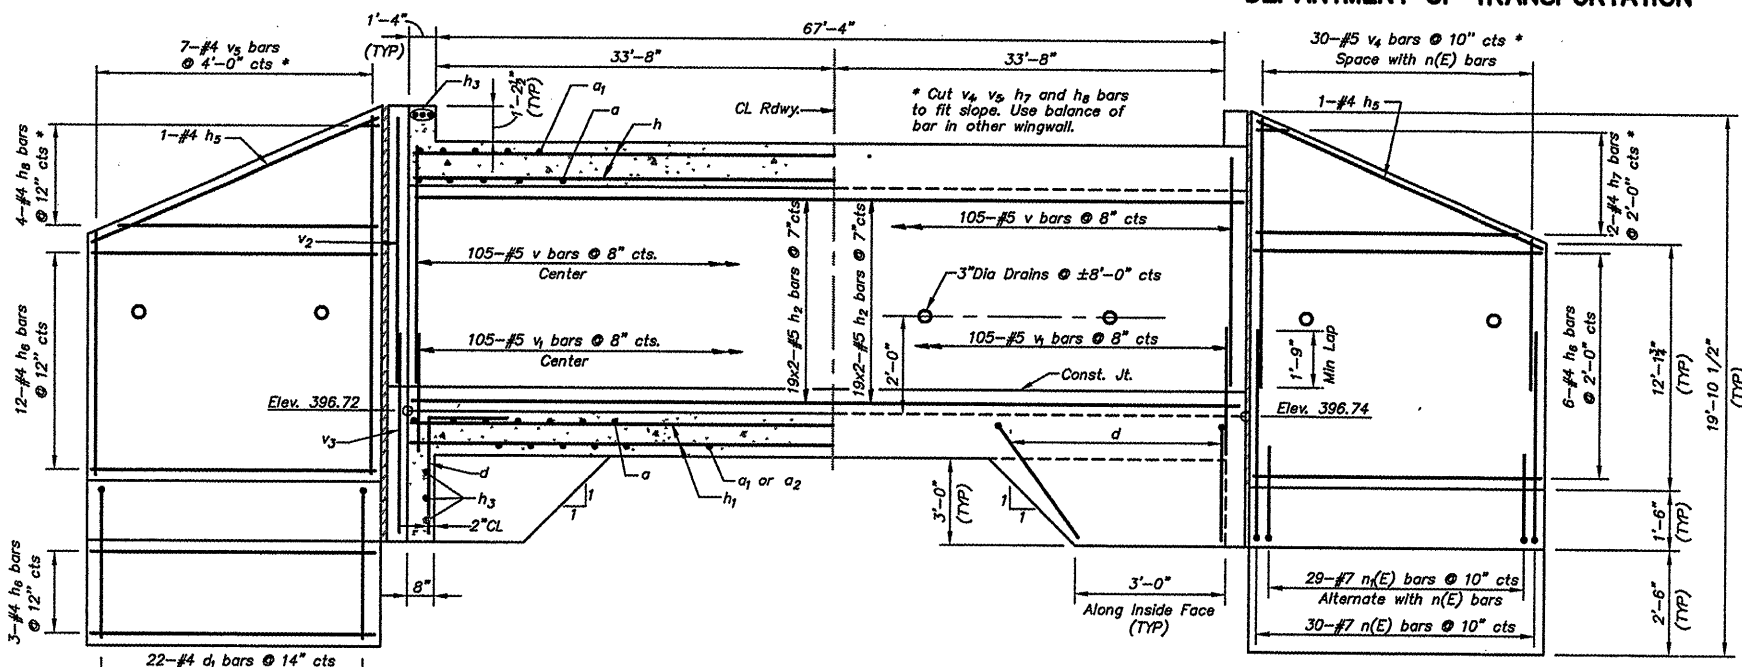 DEPARTMENT OF TRANSPORTATION
1'-4"
(TYP)
67'-4"
33'-8"
33'-8"
7-#4 v5 bars
@ 4'-0" cts *
30-#5 v4 bars @ 10" cts *
Space with n(E) bars
h3
1'-2½"
(TYP)
a1
a
h
CL Rdwy.
* Cut v4, v5, h7 and h8 bars
to fit slope. Use balance of
bar in other wingwall.
1-#4 h5
1-#4 h5
4-#4 h8 bars
@ 12" cts *
2-#4 h7 bars
@ 2'-0" cts *
v2
105-#5 v bars @ 8" cts.
Center
19x2-#5 h2 bars @ 7"cts
19x2-#5 h2 bars @ 7"cts
105-#5 v bars @ 8" cts
3"Dia Drains @ ±8'-0" cts
12-#4 h6 bars
@ 12" cts
105-#5 v1 bars @ 8" cts.
Center
2'-0"
105-#5 v1 bars @ 8" cts
1'-9"
Min Lap
6-#4 h6 bars
@ 2'-0" cts
12'-1¾"
(TYP)
19'-10 1/2"
(TYP)
Const. Jt.
Elev. 396.72
Elev. 396.74
v3
d
d
h3
a
a1 or a2
h1
2"CL
1
1
1
1
3'-0"
(TYP)
1'-6"
(TYP)
3-#4 h6 bars
@ 12" cts
8"
3'-0"
Along Inside Face
(TYP)
29-#7 n1(E) bars @ 10" cts
Alternate with n(E) bars
30-#7 n(E) bars @ 10" cts
2'-6"
(TYP)
22-#4 d1 bars @ 14" cts